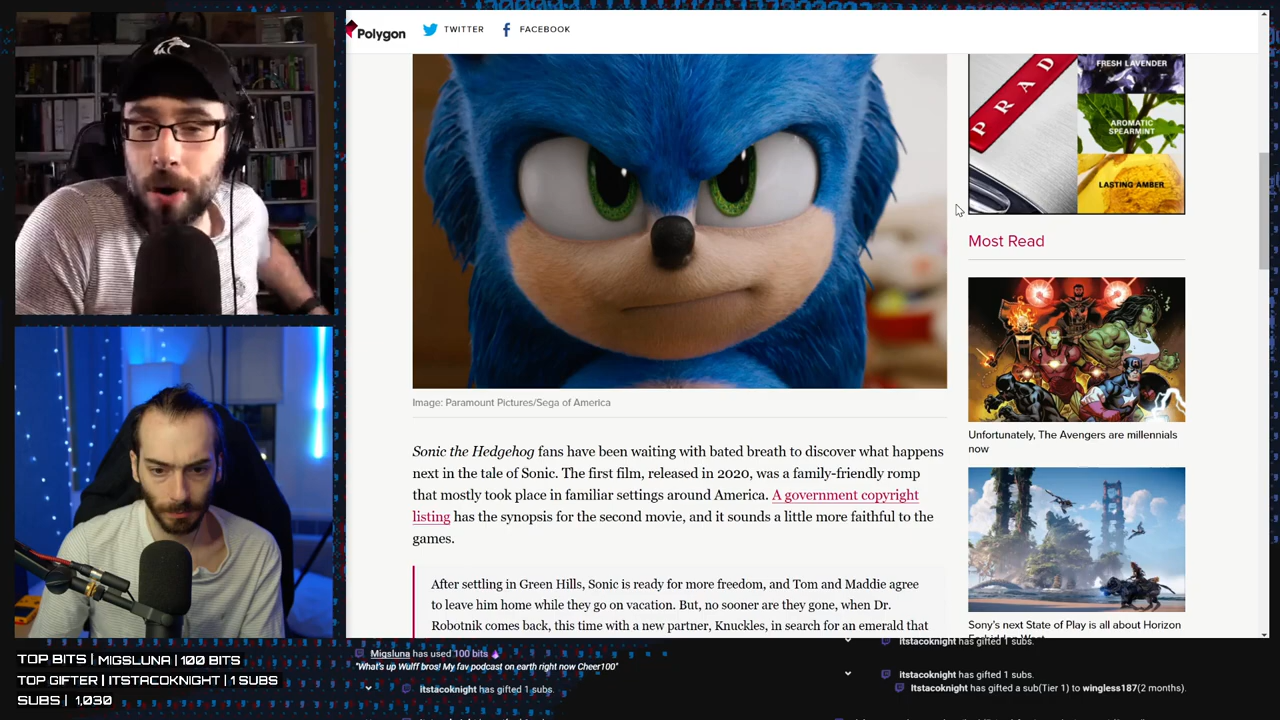 Polygon
TWITTER
FACEBOOK
FRESH LAVENDER
PRAD
AROMATIC
SPEARMINT
LASTING AMBER
Most Read
Unfortunately, The Avengers are millennials
now
Sony's next State of Play is all about Horizon
Image: Paramount Pictures/Sega of America
Sonic the Hedgehog fans have been waiting with bated breath to discover what happens
next in the tale of Sonic. The first film, released in 2020, was a family-friendly romp
that mostly took place in familiar settings around America. A government copyright
listing has the synopsis for the second movie, and it sounds a little more faithful to the
games.
After settling in Green Hills, Sonic is ready for more freedom, and Tom and Maddie agree
to leave him home while they go on vacation. But, no sooner are they gone, when Dr.
Robotnik comes back, this time with a new partner, Knuckles, in search for an emerald that
TOP BITS | MIGSLUNA | 100 BITS
TOP GIFTER | ITSTACOKNIGHT | 1 SUBS
SUBS | 1,030
Migsluna has used 100 bits
"What's up Wulff bros! My fav podcast on earth right now Cheer100"
itstacoknight has gifted 1 subs.
itstacoknight has gifted 1 subs.
itstacoknight has gifted 1 subs.
Itstacoknight has gifted a sub(Tier 1) to wingless187(2 months).